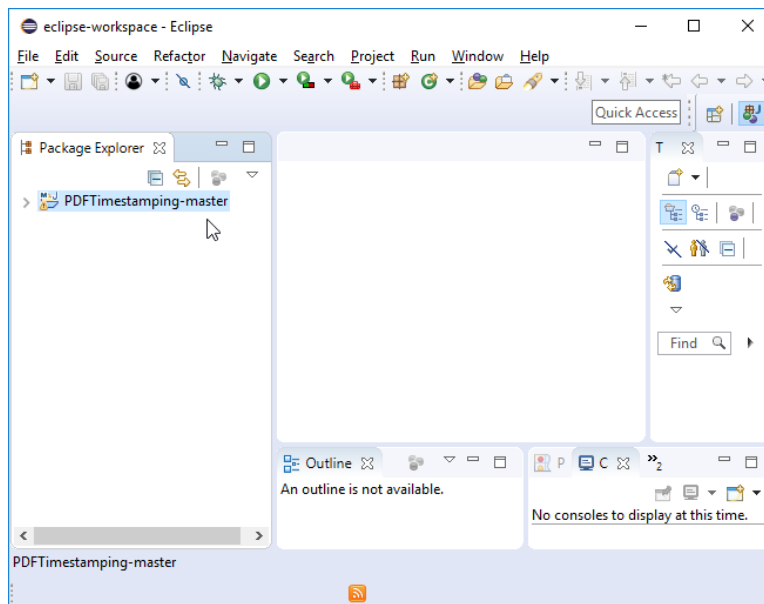 eclipse-workspace - Eclipse
File Edit Source Refactor Navigate Search Project Run Window Help
Quick Access
Package Explorer
T
PDFTimestamping-master
Find
Outline
P
C
»2
An outline is not available.
No consoles to display at this time.
PDFTimestamping-master